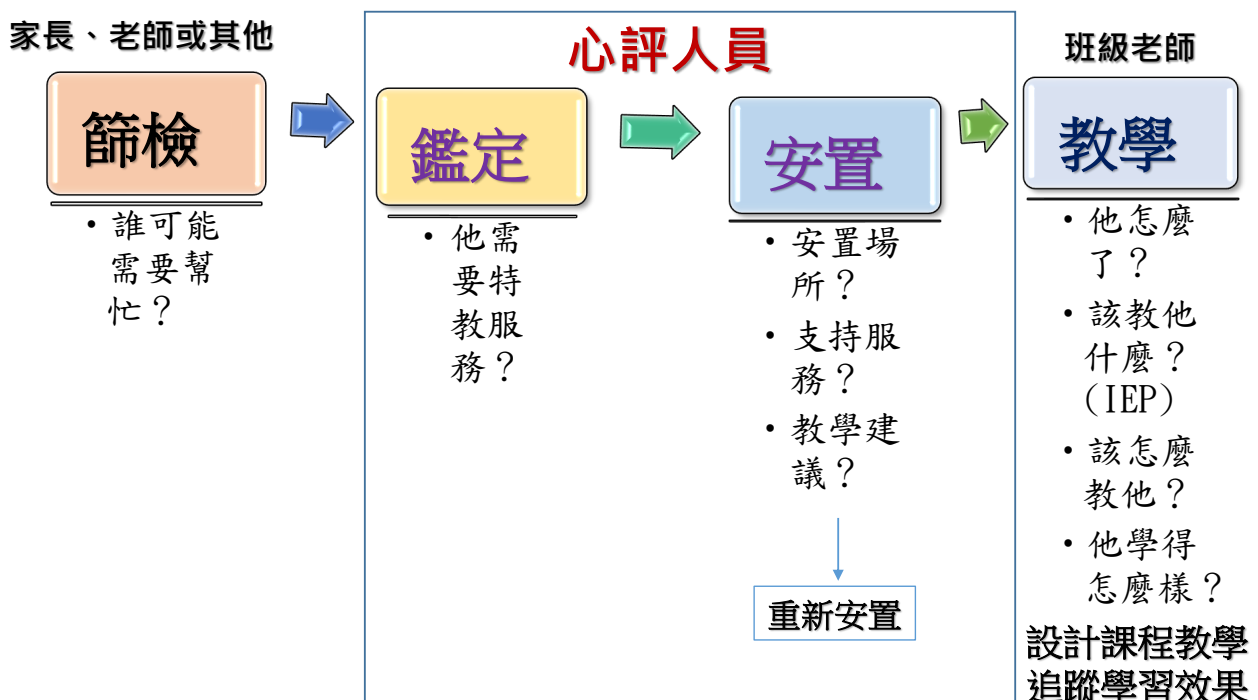 家長、老師或其他
篩檢
• 誰可能
需要幫
忙？
心評人員
鑑定
• 他需
要特
教服
務？
安置
• 安置場
所？
• 支持服
務？
• 教學建
議？
重新安置
班級老師
教學
• 他怎麼
了？
• 該教他
什麼？
(IEP)
• 該怎麼
教他？
• 他學得
怎麼樣？
設計課程教學
追蹤學習效果